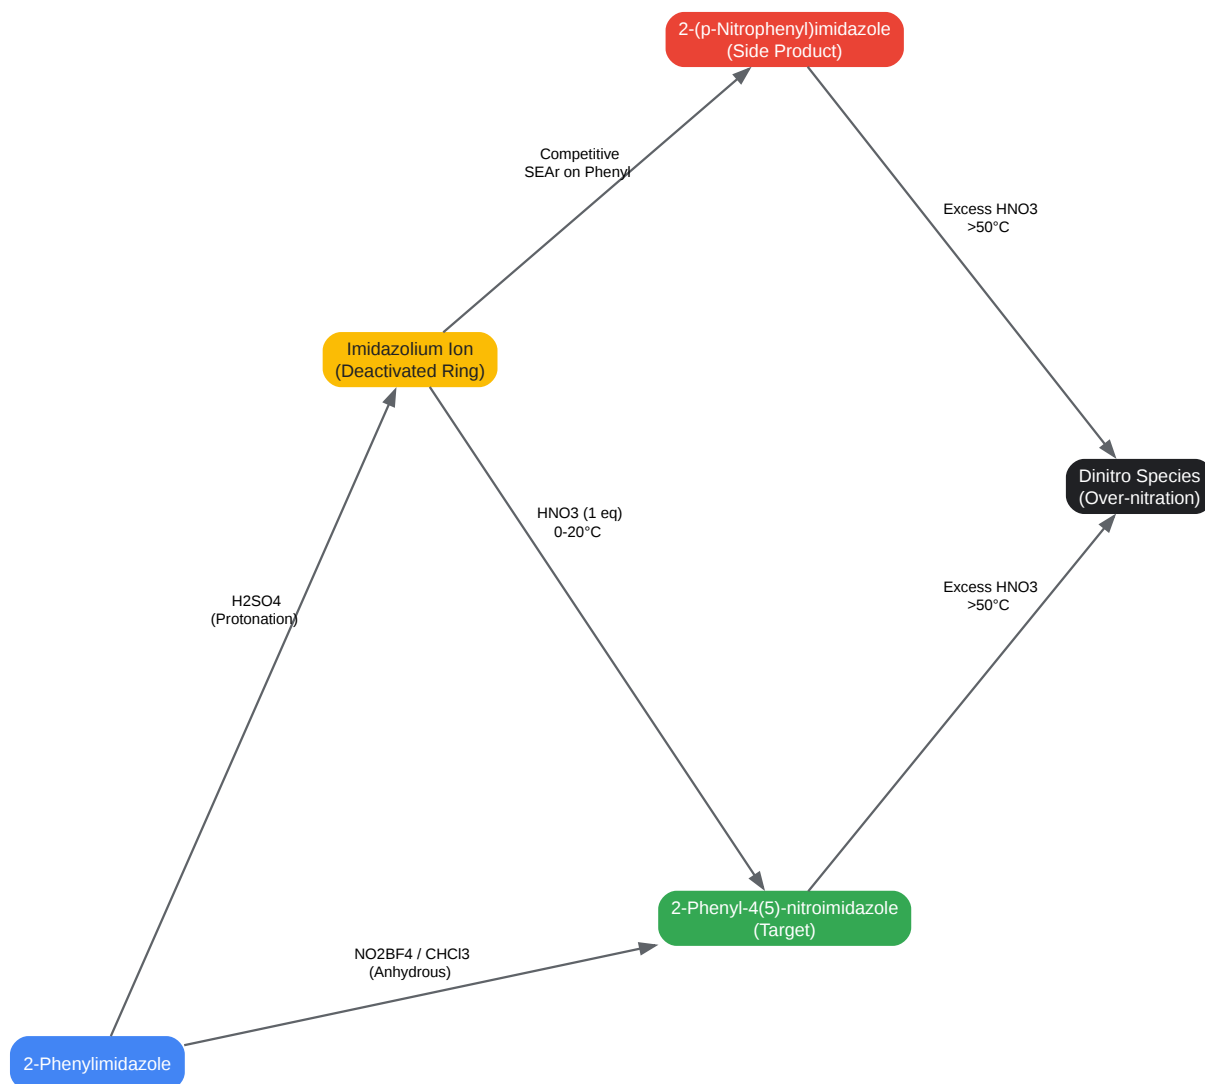 2-(p-Nitrophenyl)imidazole
(Side Product)
Competitive
SEAr on Phenyl
Excess HNO3
>50°C
Imidazolium Ion
(Deactivated Ring)
Dinitro Species
(Over-nitration)
HNO3 (1 eq)
0-20°C
H2SO4
(Protonation)
Excess HNO3
>50°C
2-Phenyl-4(5)-nitroimidazole
(Target)
NO2BF4 / CHCl3
(Anhydrous)
2-Phenylimidazole